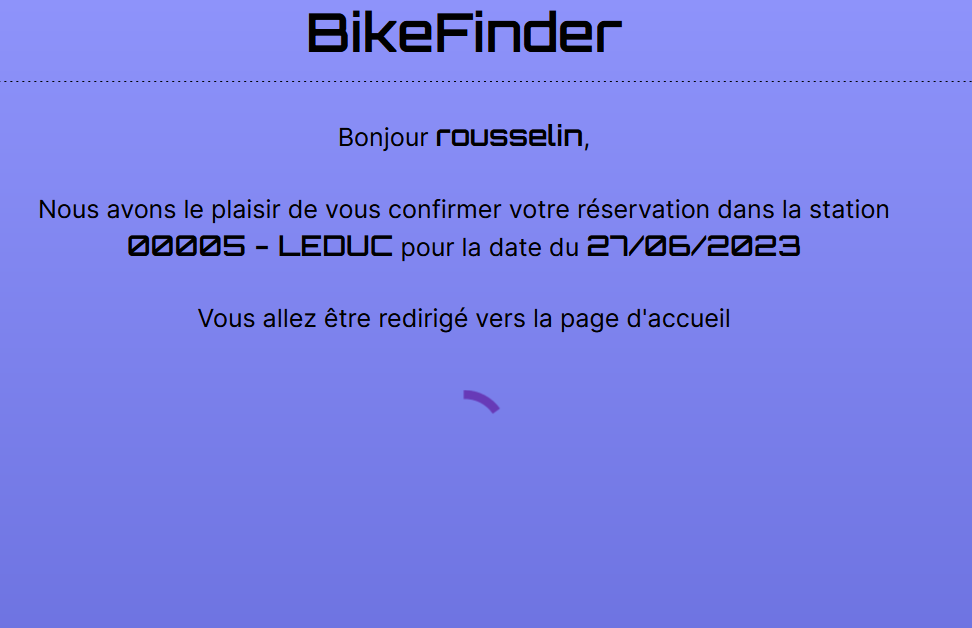 BikeFinder
Bonjour rousselin,
Nous avons le plaisir de vous confirmer votre réservation dans la station
00005 - LEDUC pour la date du 27/06/2023
Vous allez être redirigé vers la page d'accueil